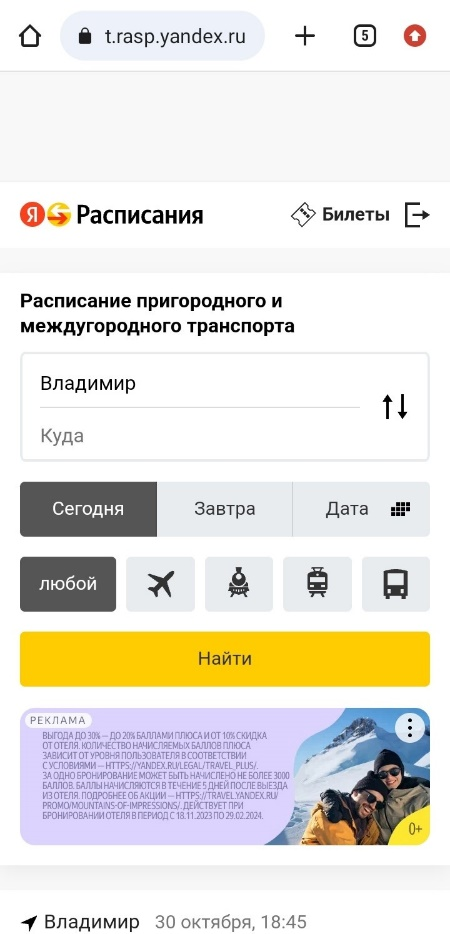 t.rasp.yandex.ru
5
Я Расписания
Билеты
Расписание пригородного и
междугородного транспорта
Владимир
Куда
Сегодня
Завтра
Дата
любой
Найти
РЕКЛАМА
ВЫГОДА ДО 30% — ДО 20% БАЛЛАМИ ПЛЮСА И ОТ 10% СКИДКА
ОТ ОТЕЛЯ. КОЛИЧЕСТВО НАЧИСЛЯЕМЫХ БАЛЛОВ ПЛЮСА
ЗАВИСИТ ОТ УРОВНЯ ПОЛЬЗОВАТЕЛЯ В СООТВЕТСТВИИ
С УСЛОВИЯМИ — HTTPS://YANDEX.RU/LEGAL/TRAVEL_PLUS/.
ЗА ОДНО БРОНИРОВАНИЕ МОЖЕТ БЫТЬ НАЧИСЛЕНО НЕ БОЛЕЕ 3000
БАЛЛОВ. БАЛЛЫ НАЧИСЛЯЮТСЯ В ТЕЧЕНИЕ 5 ДНЕЙ ПОСЛЕ ВЫЕЗДА
ИЗ ОТЕЛЯ. ПОДРОБНЕЕ ОБ АКЦИИ — HTTPS://TRAVEL.YANDEX.RU/
PROMO/MOUNTAINS-OF-IMPRESSIONS/. ДЕЙСТВУЕТ ПРИ
БРОНИРОВАНИИ ОТЕЛЯ В ПЕРИОД С 18.11.2023 ПО 29.02.2024.
0+
Владимир 30 октября, 18:45